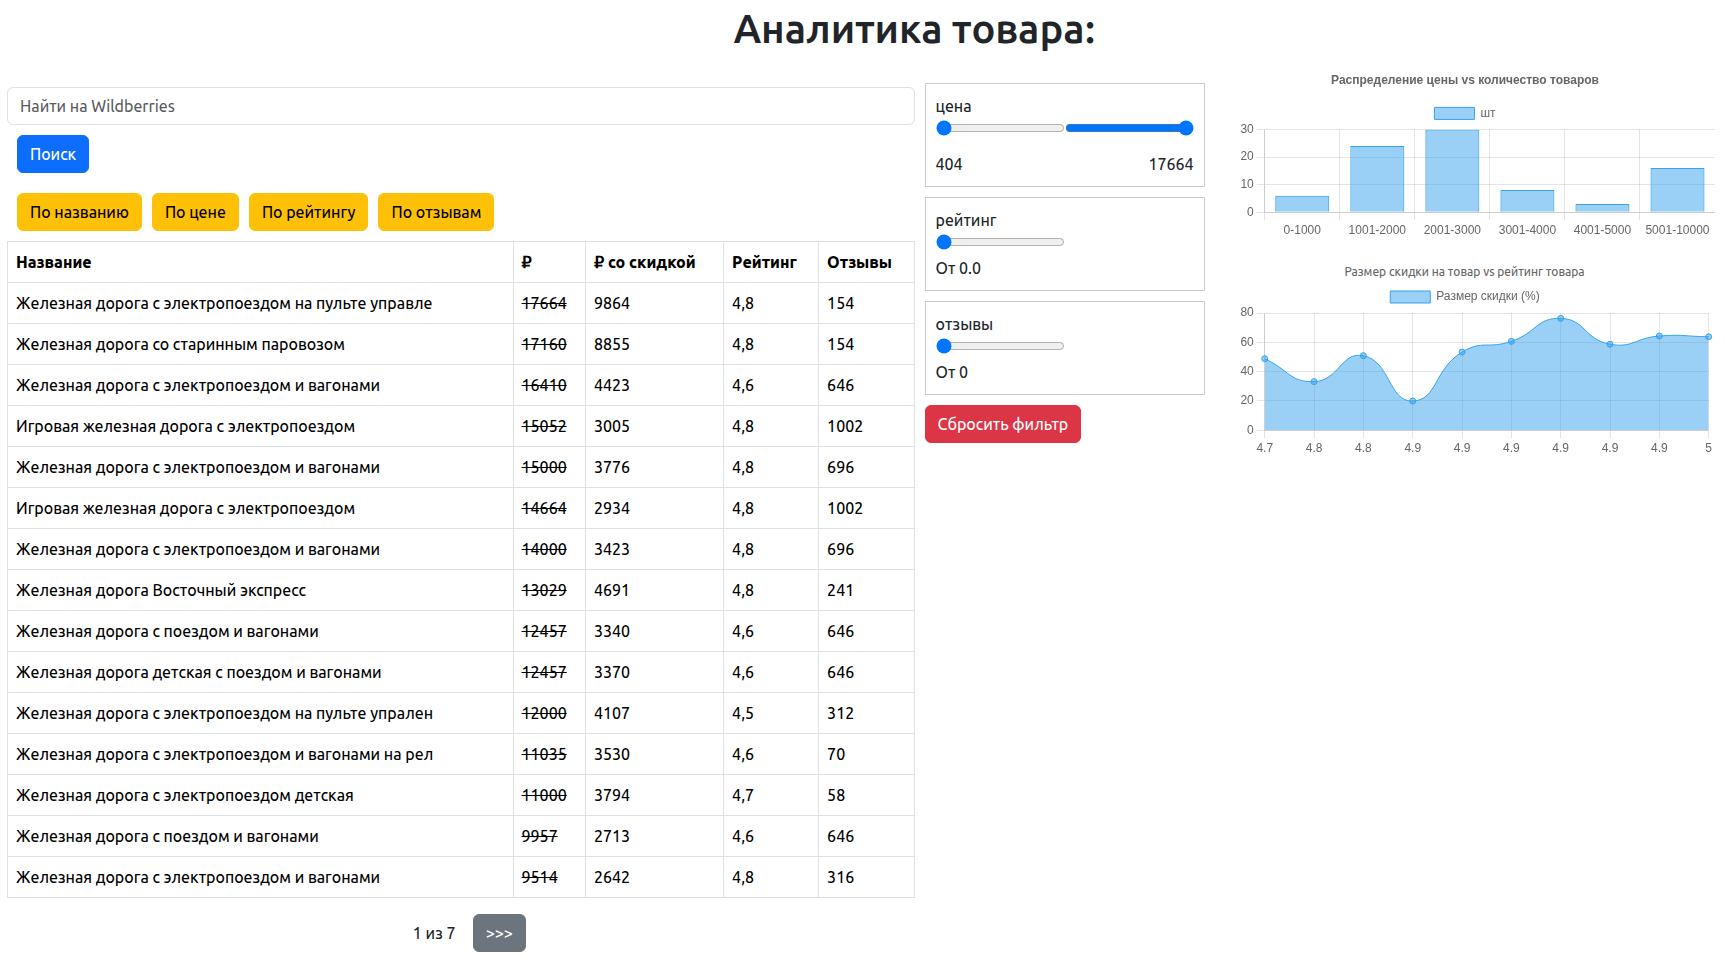 Аналитика товара:
Найти на Wildberries
Поиск
По названию По цене По рейтингу По отзывам
Название ₽ ₽ со скидкой Рейтинг Отзывы
Железная дорога с электропоездом на пульте управле 17664 9864 4,8 154
Железная дорога со старинным паровозом 17160 8855 4,8 154
Железная дорога с электропоездом и вагонами 16410 4423 4,6 646
Игровая железная дорога с электропоездом 15052 3005 4,8 1002
Железная дорога с электропоездом и вагонами 15000 3776 4,8 696
Игровая железная дорога с электропоездом 14664 2934 4,8 1002
Железная дорога с электропоездом и вагонами 14000 3423 4,8 696
Железная дорога Восточный экспресс 13029 4691 4,8 241
Железная дорога с поездом и вагонами 12457 3340 4,6 646
Железная дорога детская с поездом и вагонами 12457 3370 4,6 646
Железная дорога с электропоездом на пульте упрален 12000 4107 4,5 312
Железная дорога с электропоездом и вагонами на рел 11035 3530 4,6 70
Железная дорога с электропоездом детская 11000 3794 4,7 58
Железная дорога с поездом и вагонами 9957 2713 4,6 646
Железная дорога с электропоездом и вагонами 9514 2642 4,8 316
1 из 7 >>>
цена
404 17664
рейтинг
От 0.0
отзывы
От 0
Сбросить фильтр
Распределение цены vs количество товаров
шт
30
20
10
0
0-1000 1001-2000 2001-3000 3001-4000 4001-5000 5001-10000
Размер скидки на товар vs рейтинг товара
Размер скидки (%)
80
60
40
20
0
4.7 4.8 4.8 4.9 4.9 4.9 4.9 4.9 4.9 5